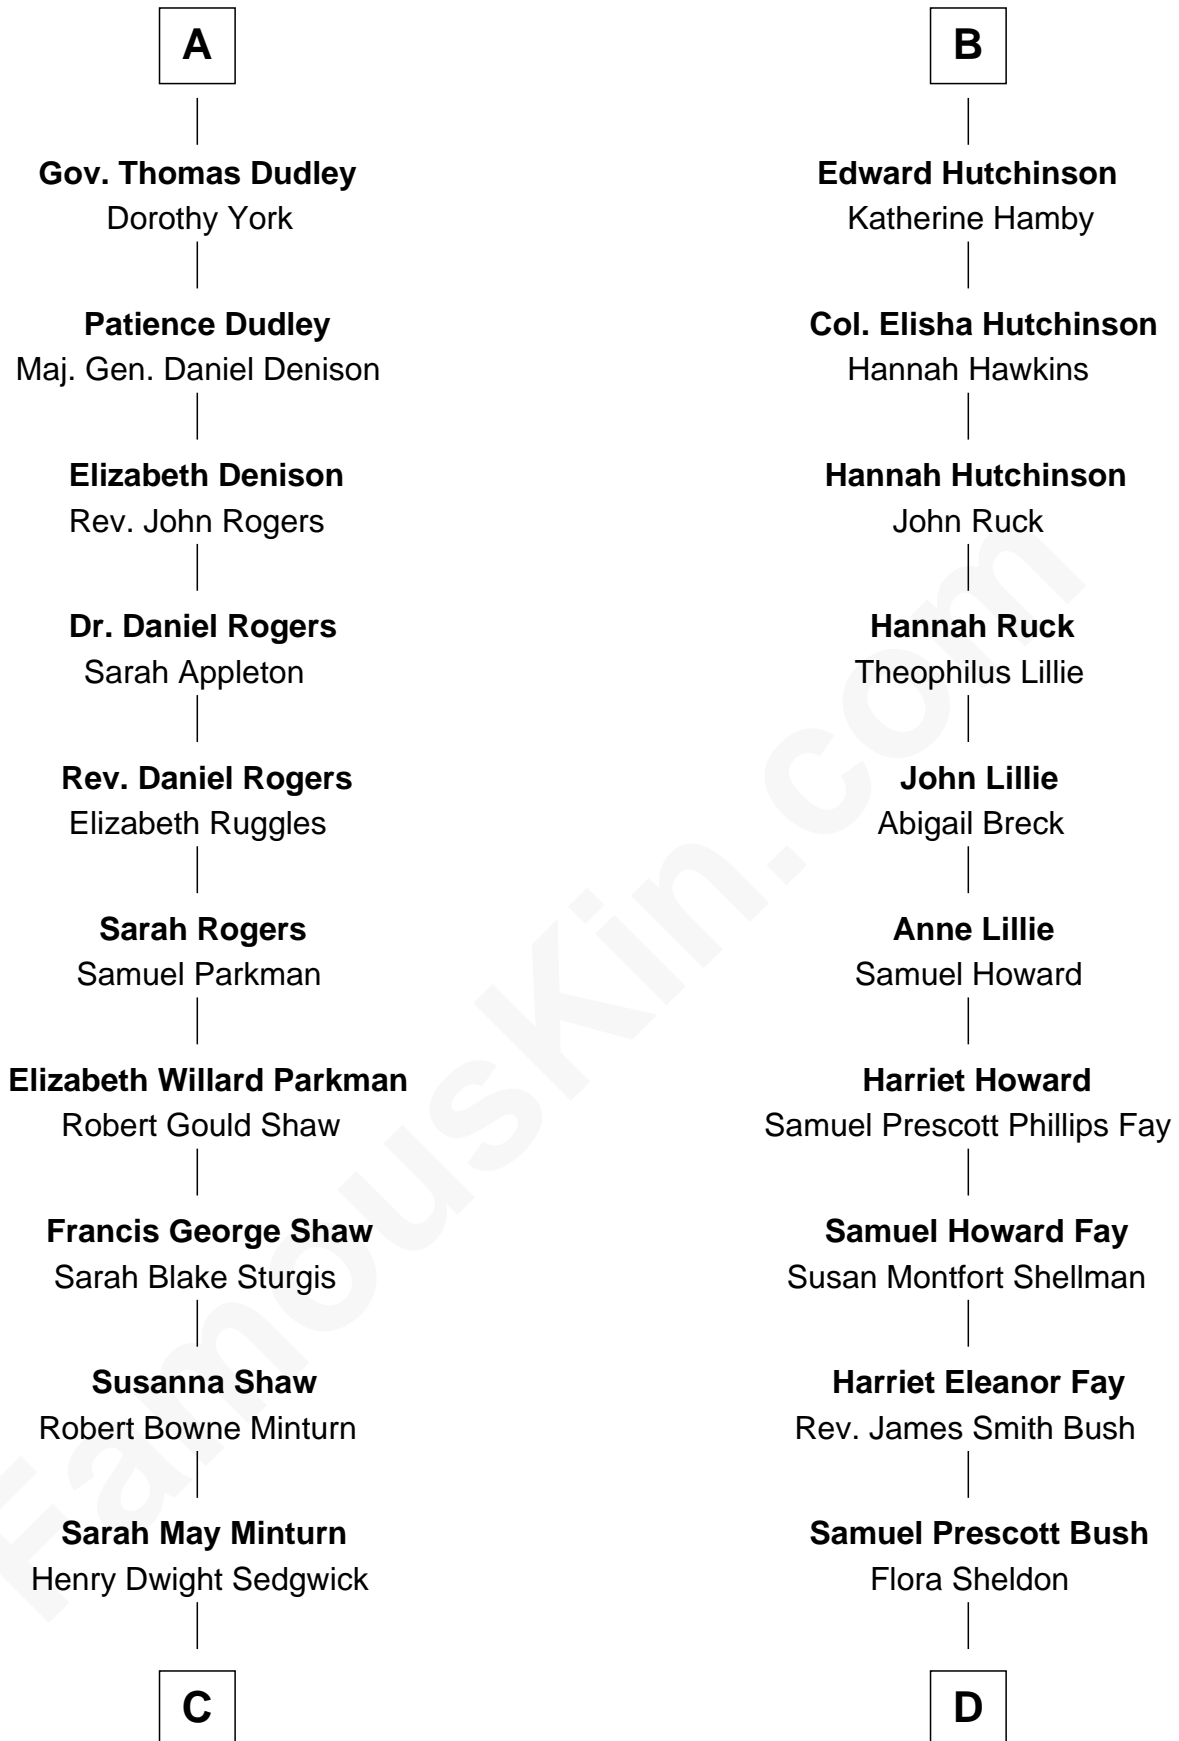 A
Gov. Thomas Dudley
Dorothy York
Patience Dudley
Maj. Gen. Daniel Denison
Elizabeth Denison
Rev. John Rogers
Dr. Daniel Rogers
Sarah Appleton
Rev. Daniel Rogers
Elizabeth Ruggles
Sarah Rogers
Samuel Parkman
Elizabeth Willard Parkman
Robert Gould Shaw
Francis George Shaw
Sarah Blake Sturgis
Susanna Shaw
Robert Bowne Minturn
Sarah May Minturn
Henry Dwight Sedgwick
C
B
Edward Hutchinson
Katherine Hamby
Col. Elisha Hutchinson
Hannah Hawkins
Hannah Hutchinson
John Ruck
Hannah Ruck
Theophilus Lillie
John Lillie
Abigail Breck
Anne Lillie
Samuel Howard
Harriet Howard
Samuel Prescott Phillips Fay
Samuel Howard Fay
Susan Montfort Shellman
Harriet Eleanor Fay
Rev. James Smith Bush
Samuel Prescott Bush
Flora Sheldon
D
FamousKin.com